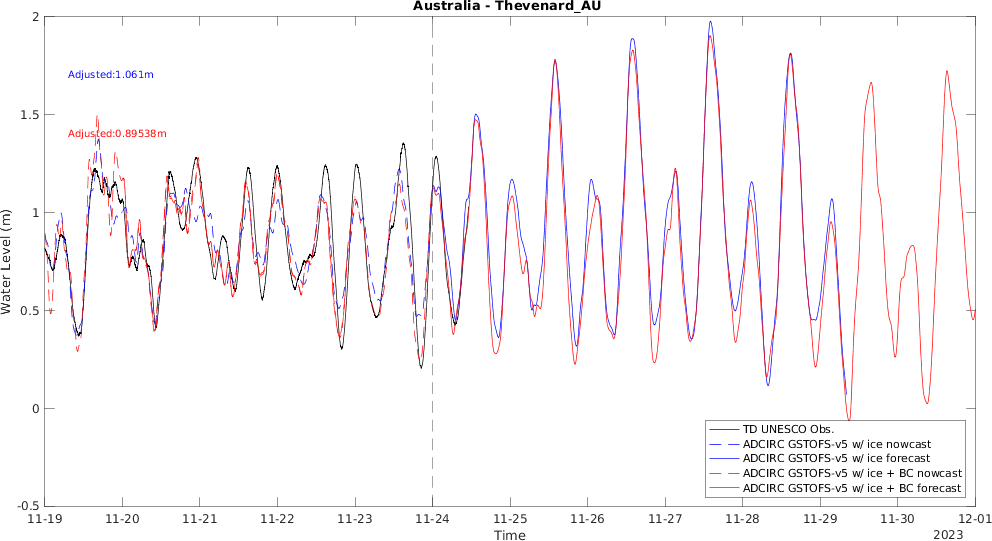 Australia - Thevenard_AU
2
Adjusted:1.061m
1.5
Adjusted:0.89538m
1
Water Level (m)
0.5
0
-0.5
TD UNESCO Obs.
ADCIRC GSTOFS-v5 w/ ice nowcast
ADCIRC GSTOFS-v5 w/ ice forecast
ADCIRC GSTOFS-v5 w/ ice + BC nowcast
ADCIRC GSTOFS-v5 w/ ice + BC forecast
11-19 11-20 11-21 11-22 11-23 11-24 11-25 11-26 11-27 11-28 11-29 11-30 12-01
Time
2023